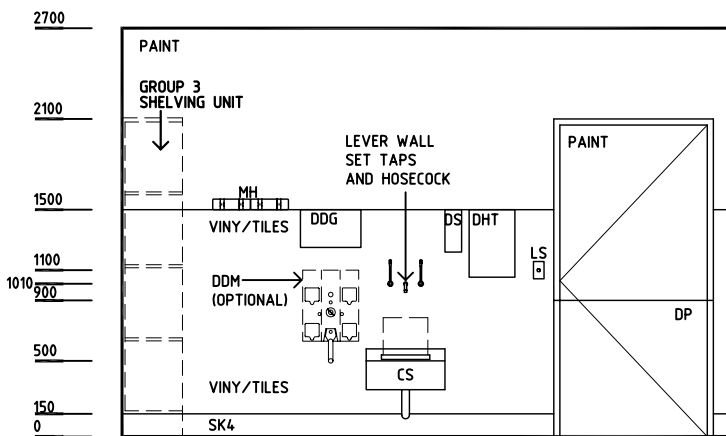 2700
PAINT
GROUP 3
SHELVING UNIT
2100
LEVER WALL
SET TAPS
AND HOSECOCK
PAINT
MH
1500
VINY/TILES
DDG
DS
DHT
LS
1100
DDM
(OPTIONAL)
1010
900
DP
500
CS
VINY/TILES
150
0
SK4